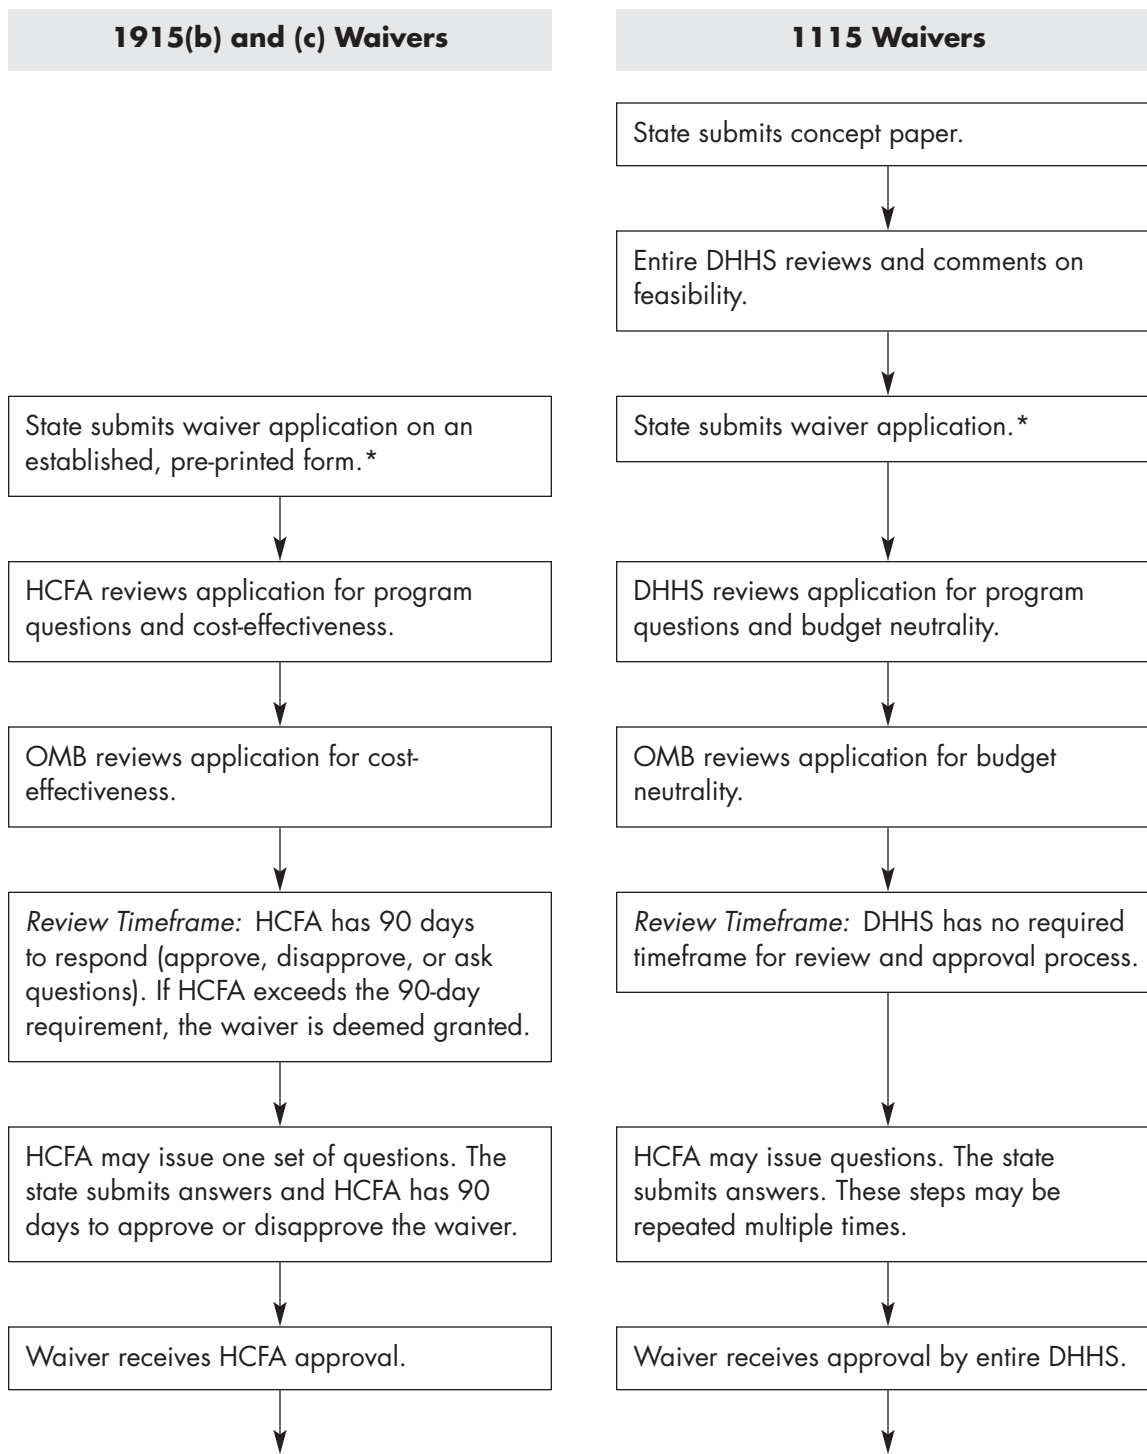 1915(b) and (c) Waivers
State submits waiver application on an
established, pre-printed form.*
HCFA reviews application for program
questions and cost-effectiveness.
OMB reviews application for cost-
effectiveness.
Review Timeframe: HCFA has 90 days
to respond (approve, disapprove, or ask
questions). If HCFA exceeds the 90-day
requirement, the waiver is deemed granted.
HCFA may issue one set of questions. The
state submits answers and HCFA has 90
days to approve or disapprove the waiver.
Waiver receives HCFA approval.
1115 Waivers
State submits concept paper.
Entire DHHS reviews and comments on
feasibility.
State submits waiver application.*
DHHS reviews application for program
questions and budget neutrality.
OMB reviews application for budget
neutrality.
Review Timeframe: DHHS has no required
timeframe for review and approval process.
HCFA may issue questions. The state
submits answers. These steps may be
repeated multiple times.
Waiver receives approval by entire DHHS.